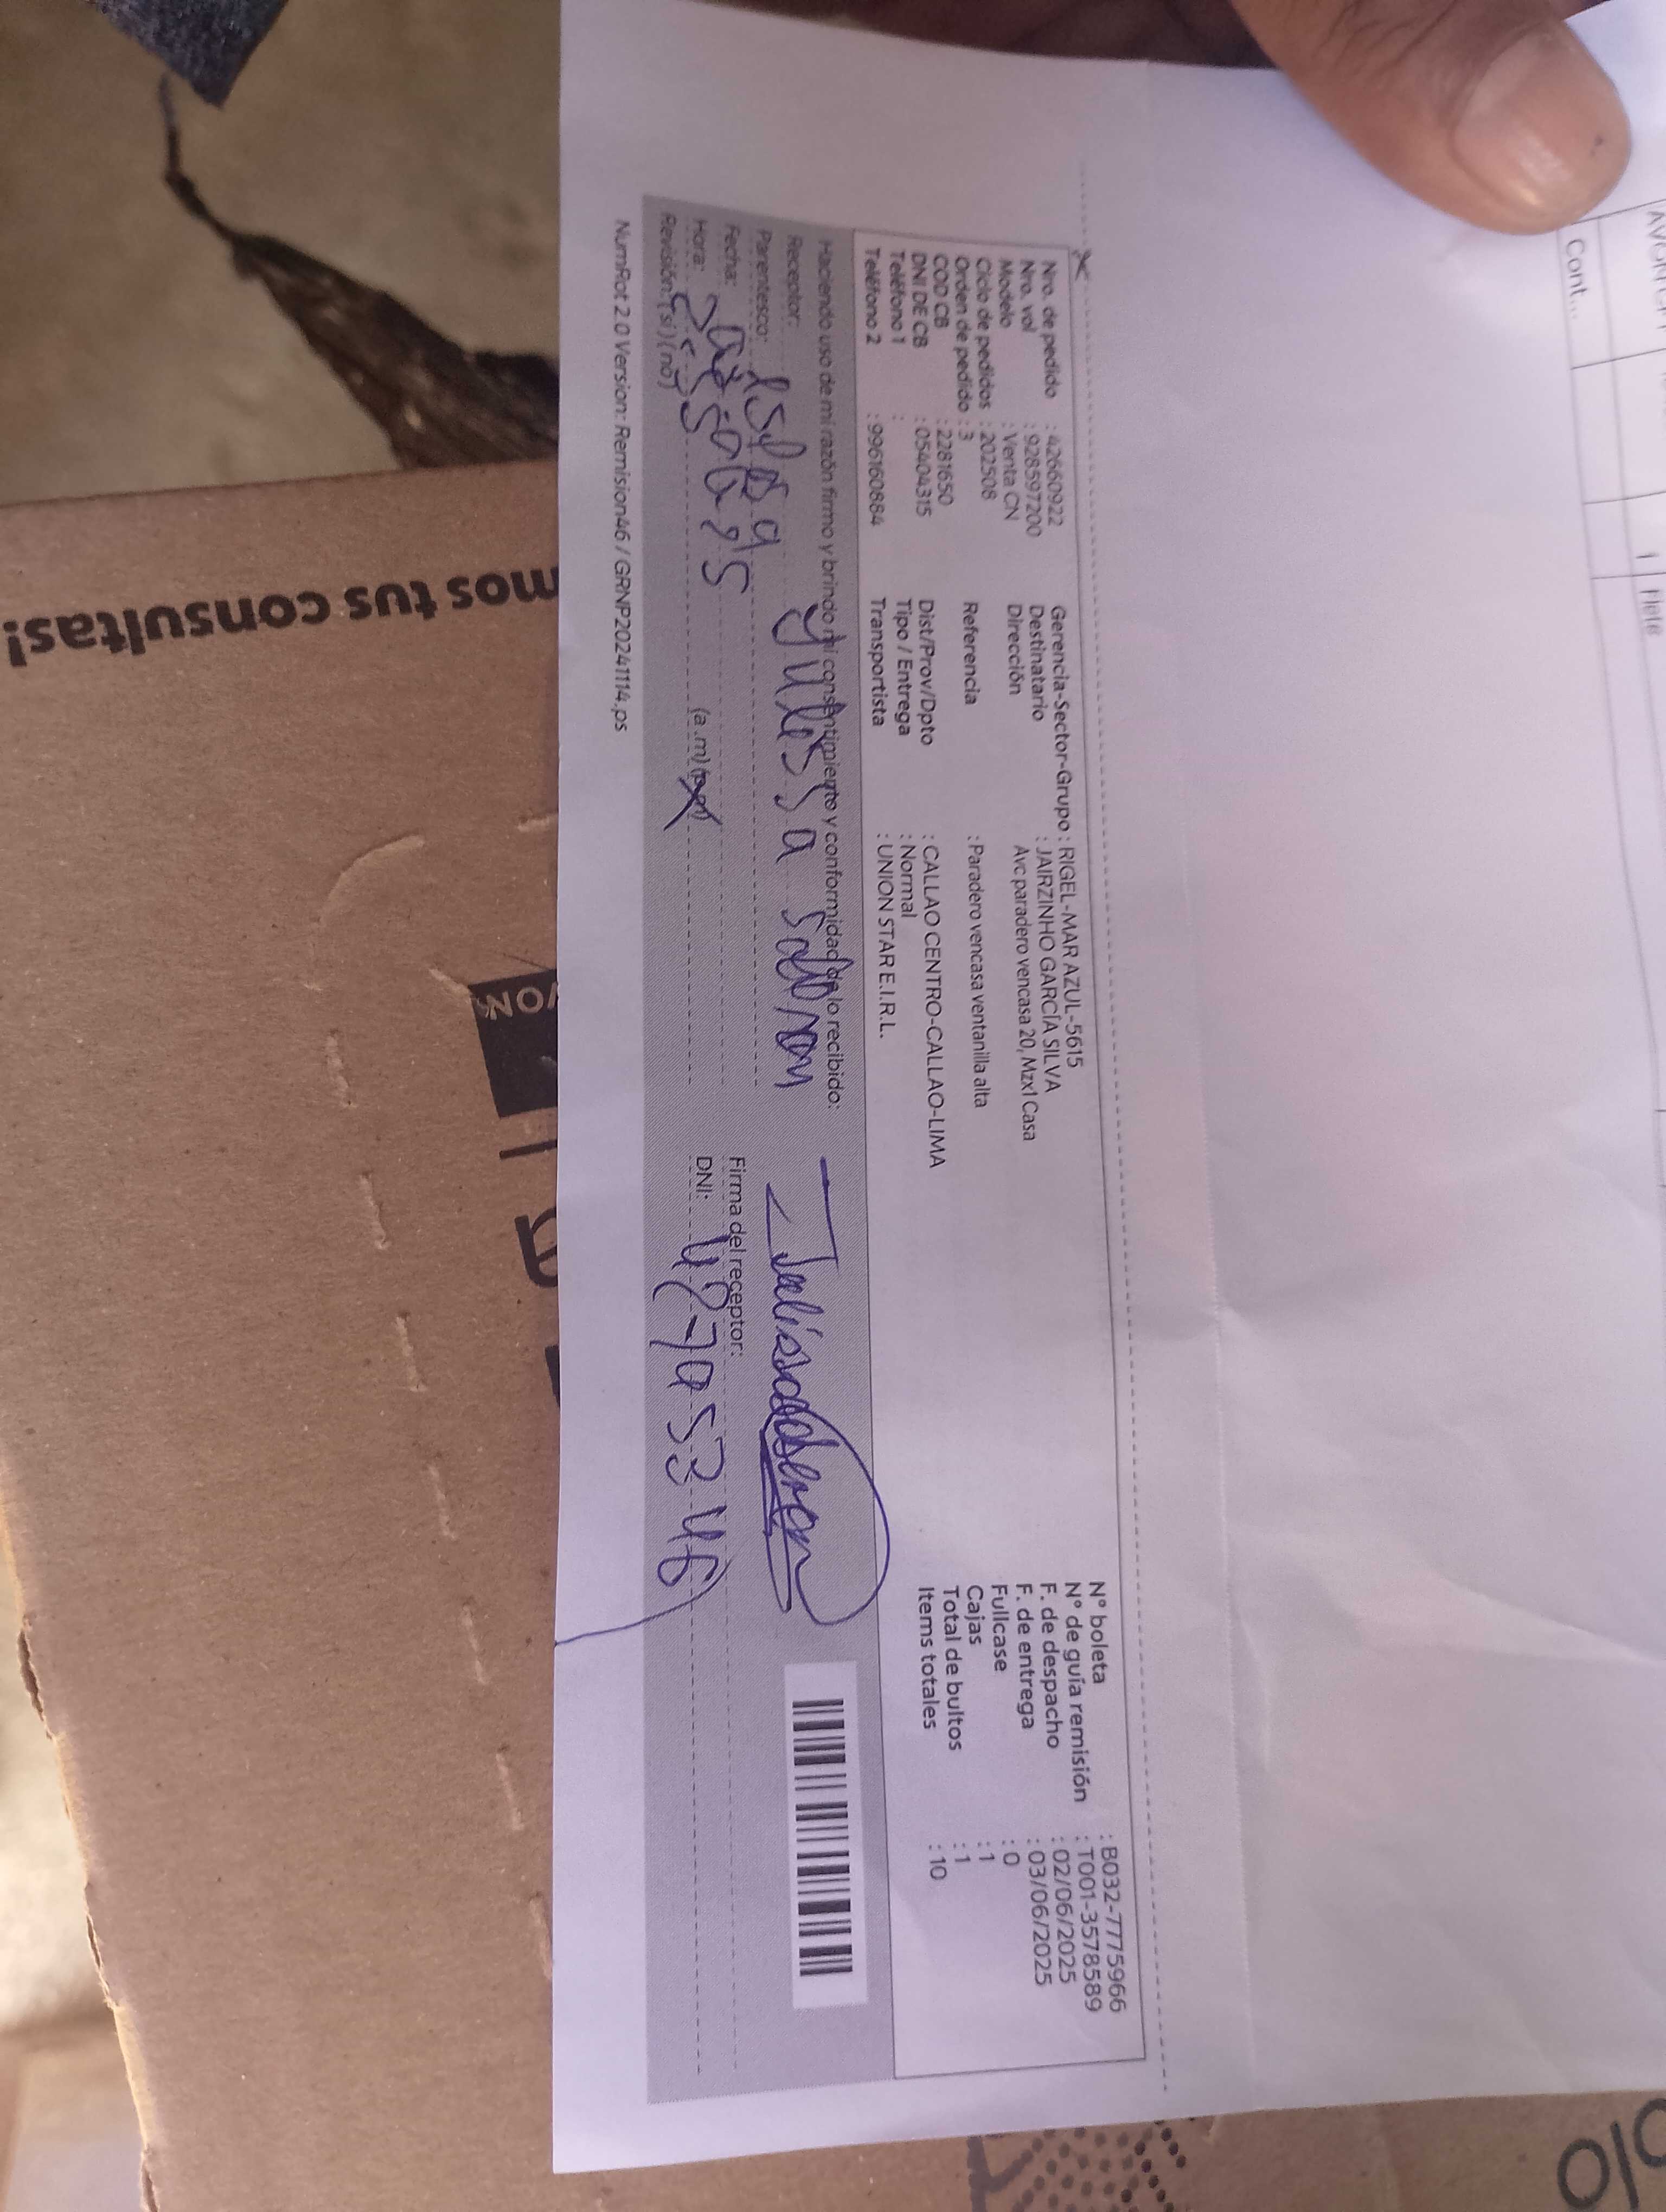 Cont...
1
Flete
Nro. de pedido : 42660922
Nro. vol : 928597200
Modelo : Venta CN
Ciclo de pedidos : 202508
Orden de pedido : 3
COD CB : 2281650
DNI DE CB : 05404315
Teléfono 1 :
Teléfono 2 : 996160884
Gerencia-Sector-Grupo : RIGEL-MAR AZUL-5615
Destinatario : JAIRZINHO GARCÍA SILVA
Dirección Avc paradero vencasa 20, Mzx1 Casa
Referencia : Paradero vencasa ventanilla alta
Dist/Prov/Dpto : CALLAO CENTRO-CALLAO-LIMA
Tipo / Entrega : Normal
Transportista : UNION STAR E.I.R.L.
N° boleta : B032-7775966
N° de guía remisión : T001-3578589
F. de despacho : 02/06/2025
F. de entrega : 03/06/2025
Fullcase : 0
Cajas : 1
Total de bultos : 1
Items totales : 10
Haciendo uso de mi razón firmo y brindo mi consentimiento y conformidad de lo recibido:
Receptor: Yulissa
Parentesco:
Fecha:
Hora: (a.m) (p.m)
Revisión: (si) (no)
Firma del receptor:
DNI:
NumRot 2.0 Version: Remision46 / GRNP20241114.ps
mos tus consultas!